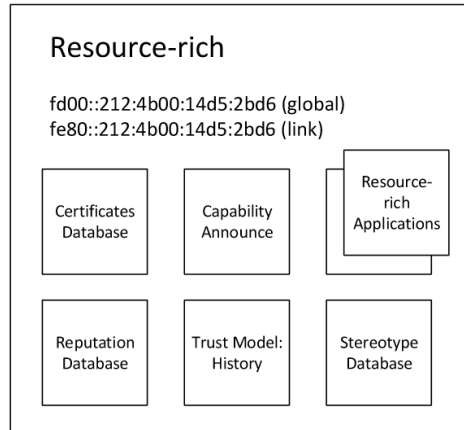 Resource-rich
fd00::212:4b00:14d5:2bd6 (global)
fe80::212:4b00:14d5:2bd6 (link)
Certificates
Database
Capability
Announce
Resource-
rich
Applications
Reputation
Database
Trust Model:
History
Stereotype
Database